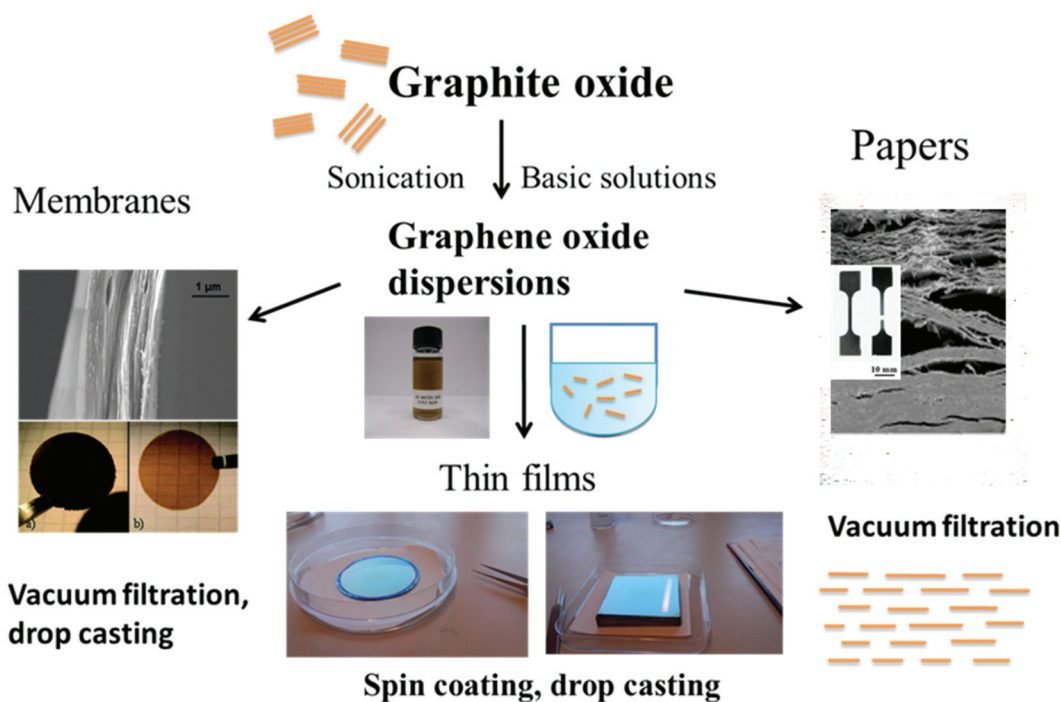 Graphite oxide
Sonication
Basic solutions
Papers
Membranes
Graphene oxide
dispersions
1 µm
10 mm
Thin films
a)
b)
Vacuum filtration
Vacuum filtration,
drop casting
Spin coating, drop casting